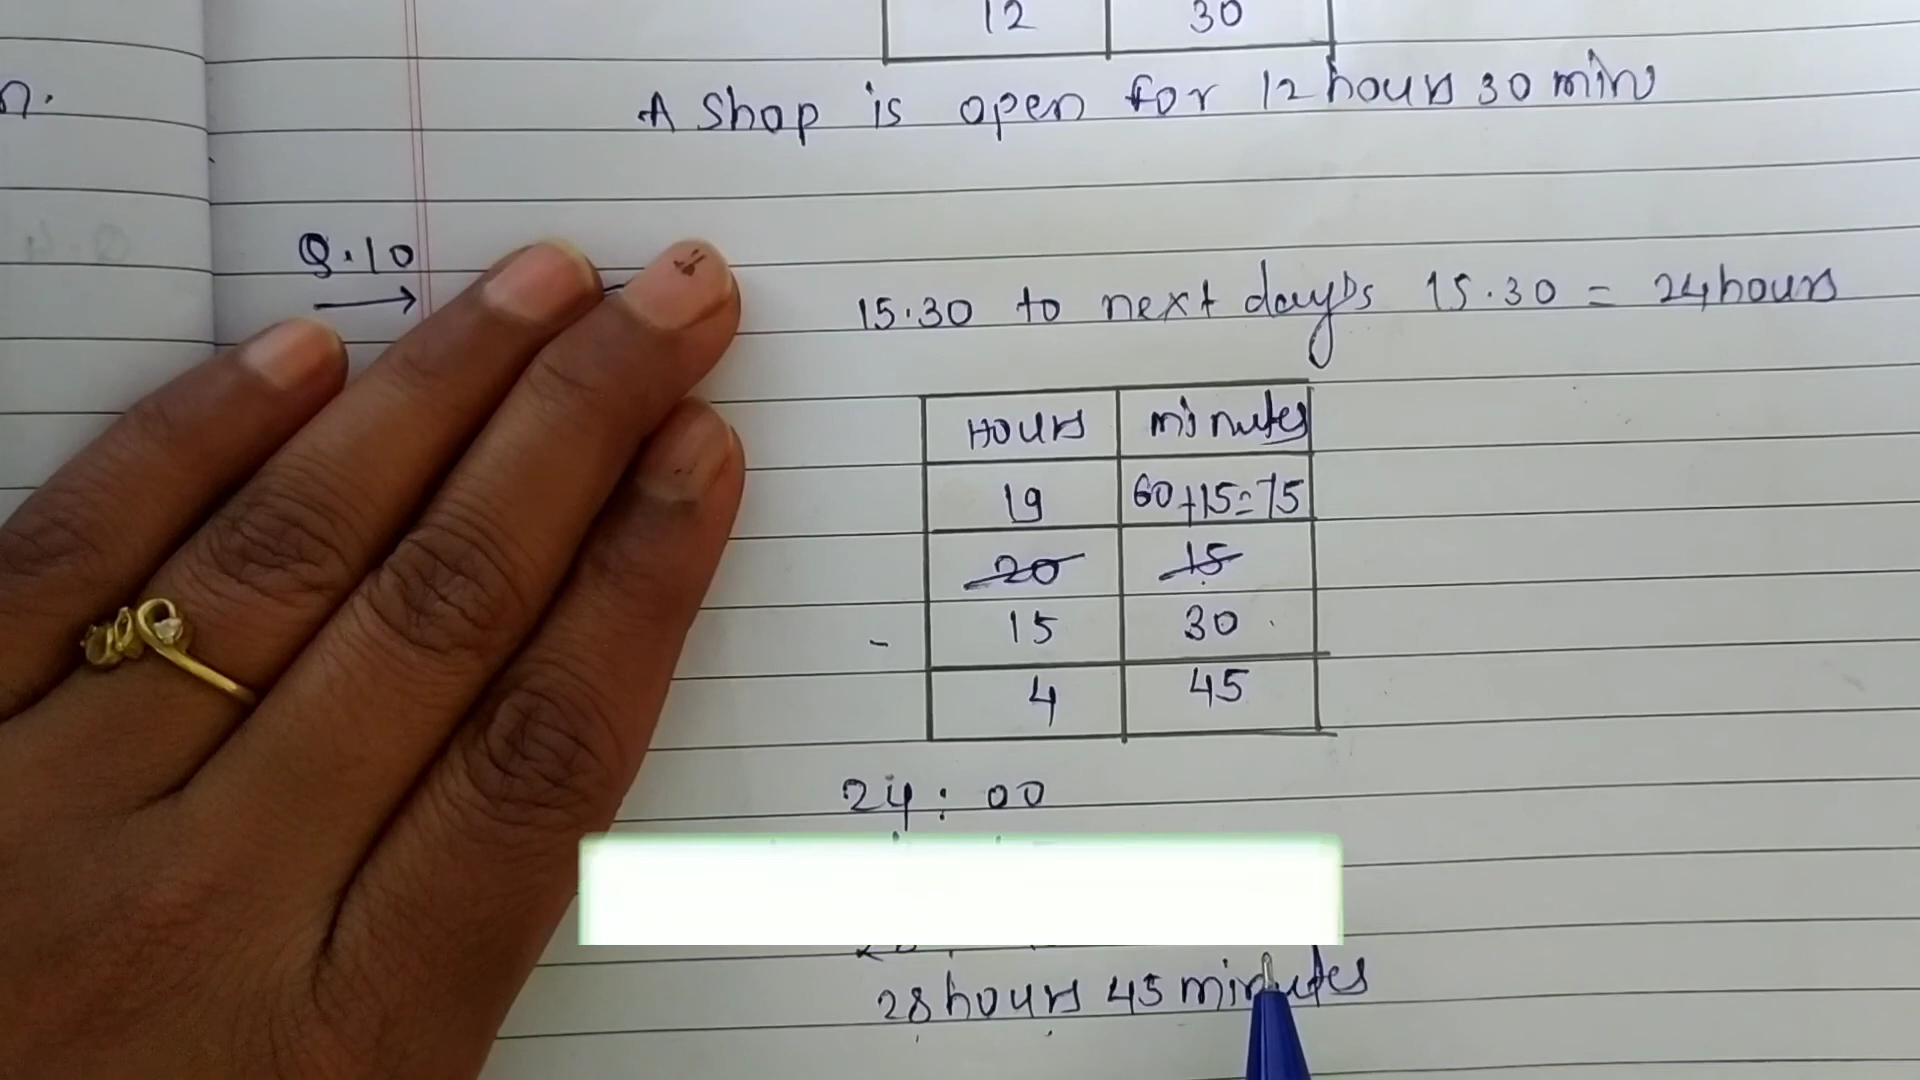 12 30
n.
A Shop is open for 12 hours 30 min
Q.10
15.30 to next day's 15.30 = 24 hours
Hours minutes
19 60+15=75
20 15
- 15 30
4 45
24 : 00
28 hours 45 minutes